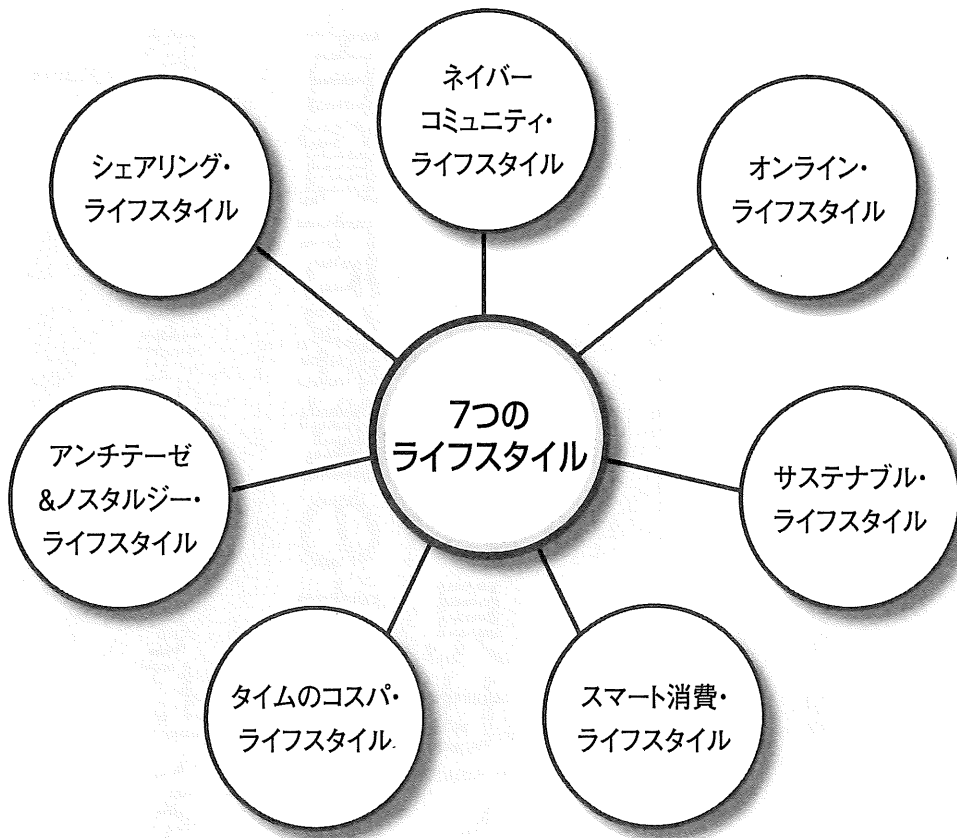 ネイバー
コミュニティ・
ライフスタイル
シェアリング・
ライフスタイル
オンライン・
ライフスタイル
7つの
ライフスタイル
アンチテーゼ
&ノスタルジー・
ライフスタイル
サステナブル・
ライフスタイル
タイムのコスパ・
ライフスタイル
スマート消費・
ライフスタイル